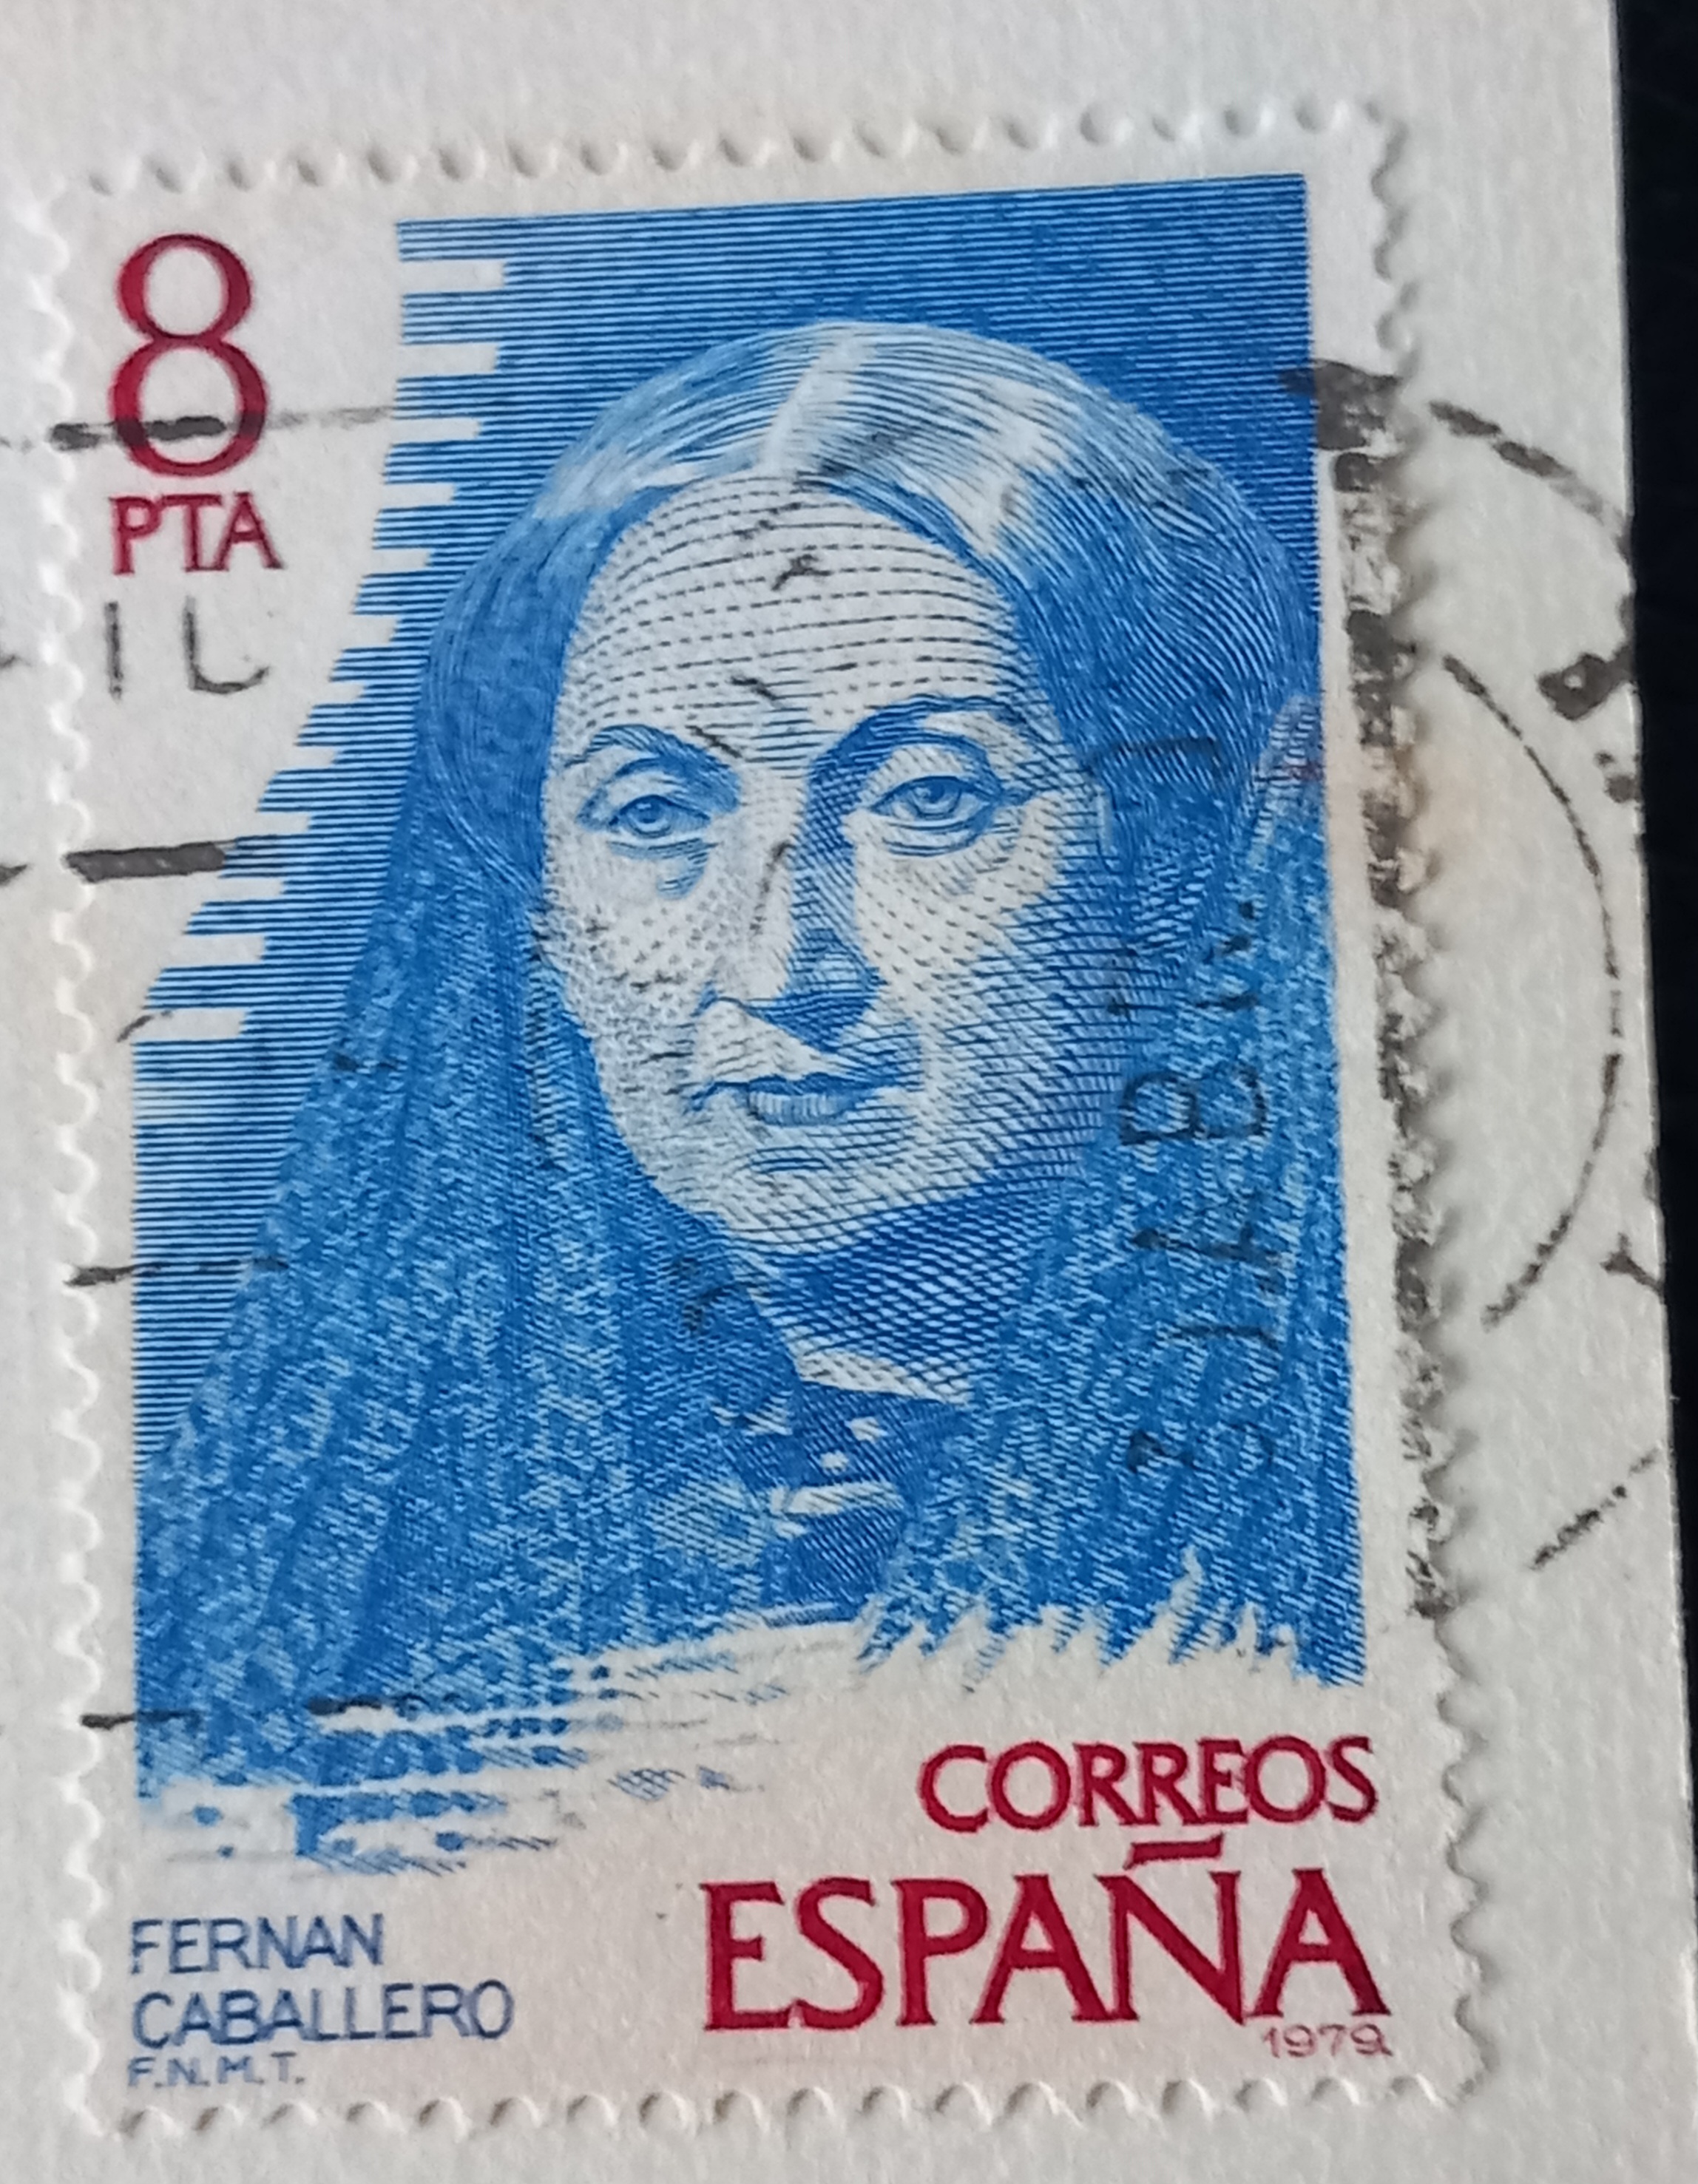 8
PTA
CORREOS
ESPAÑA
1979
FERNAN
CABALLERO
F.N.M.T.